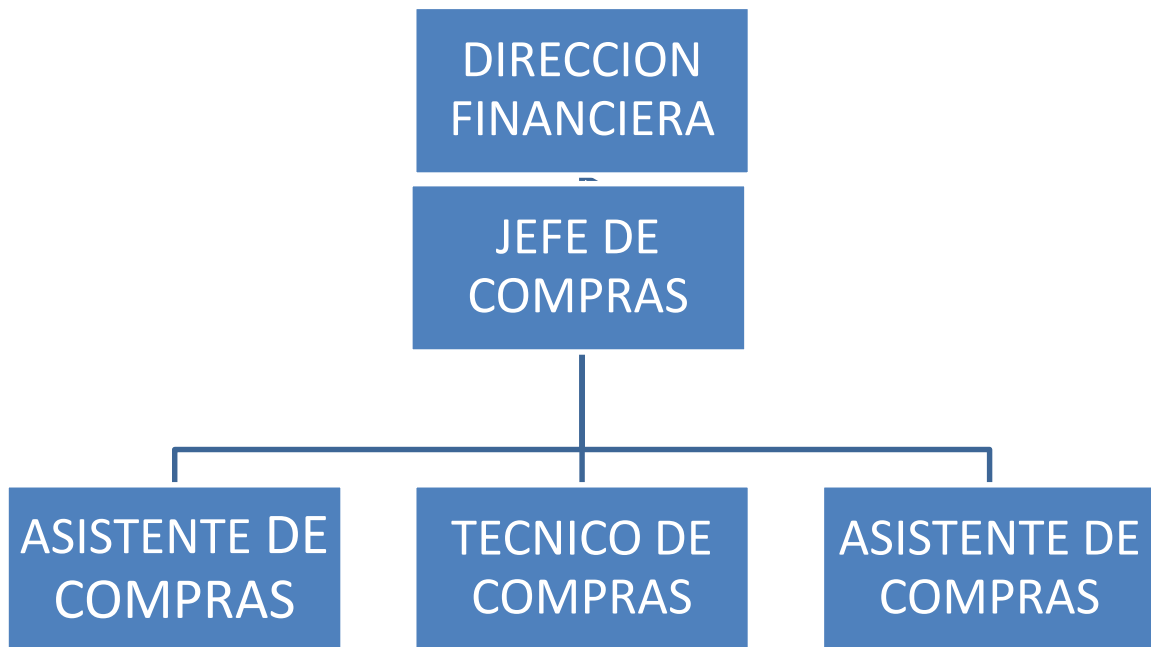 DIRECCION
FINANCIERA
JEFE DE
COMPRAS
ASISTENTE DE
COMPRAS
TECNICO DE
COMPRAS
ASISTENTE DE
COMPRAS